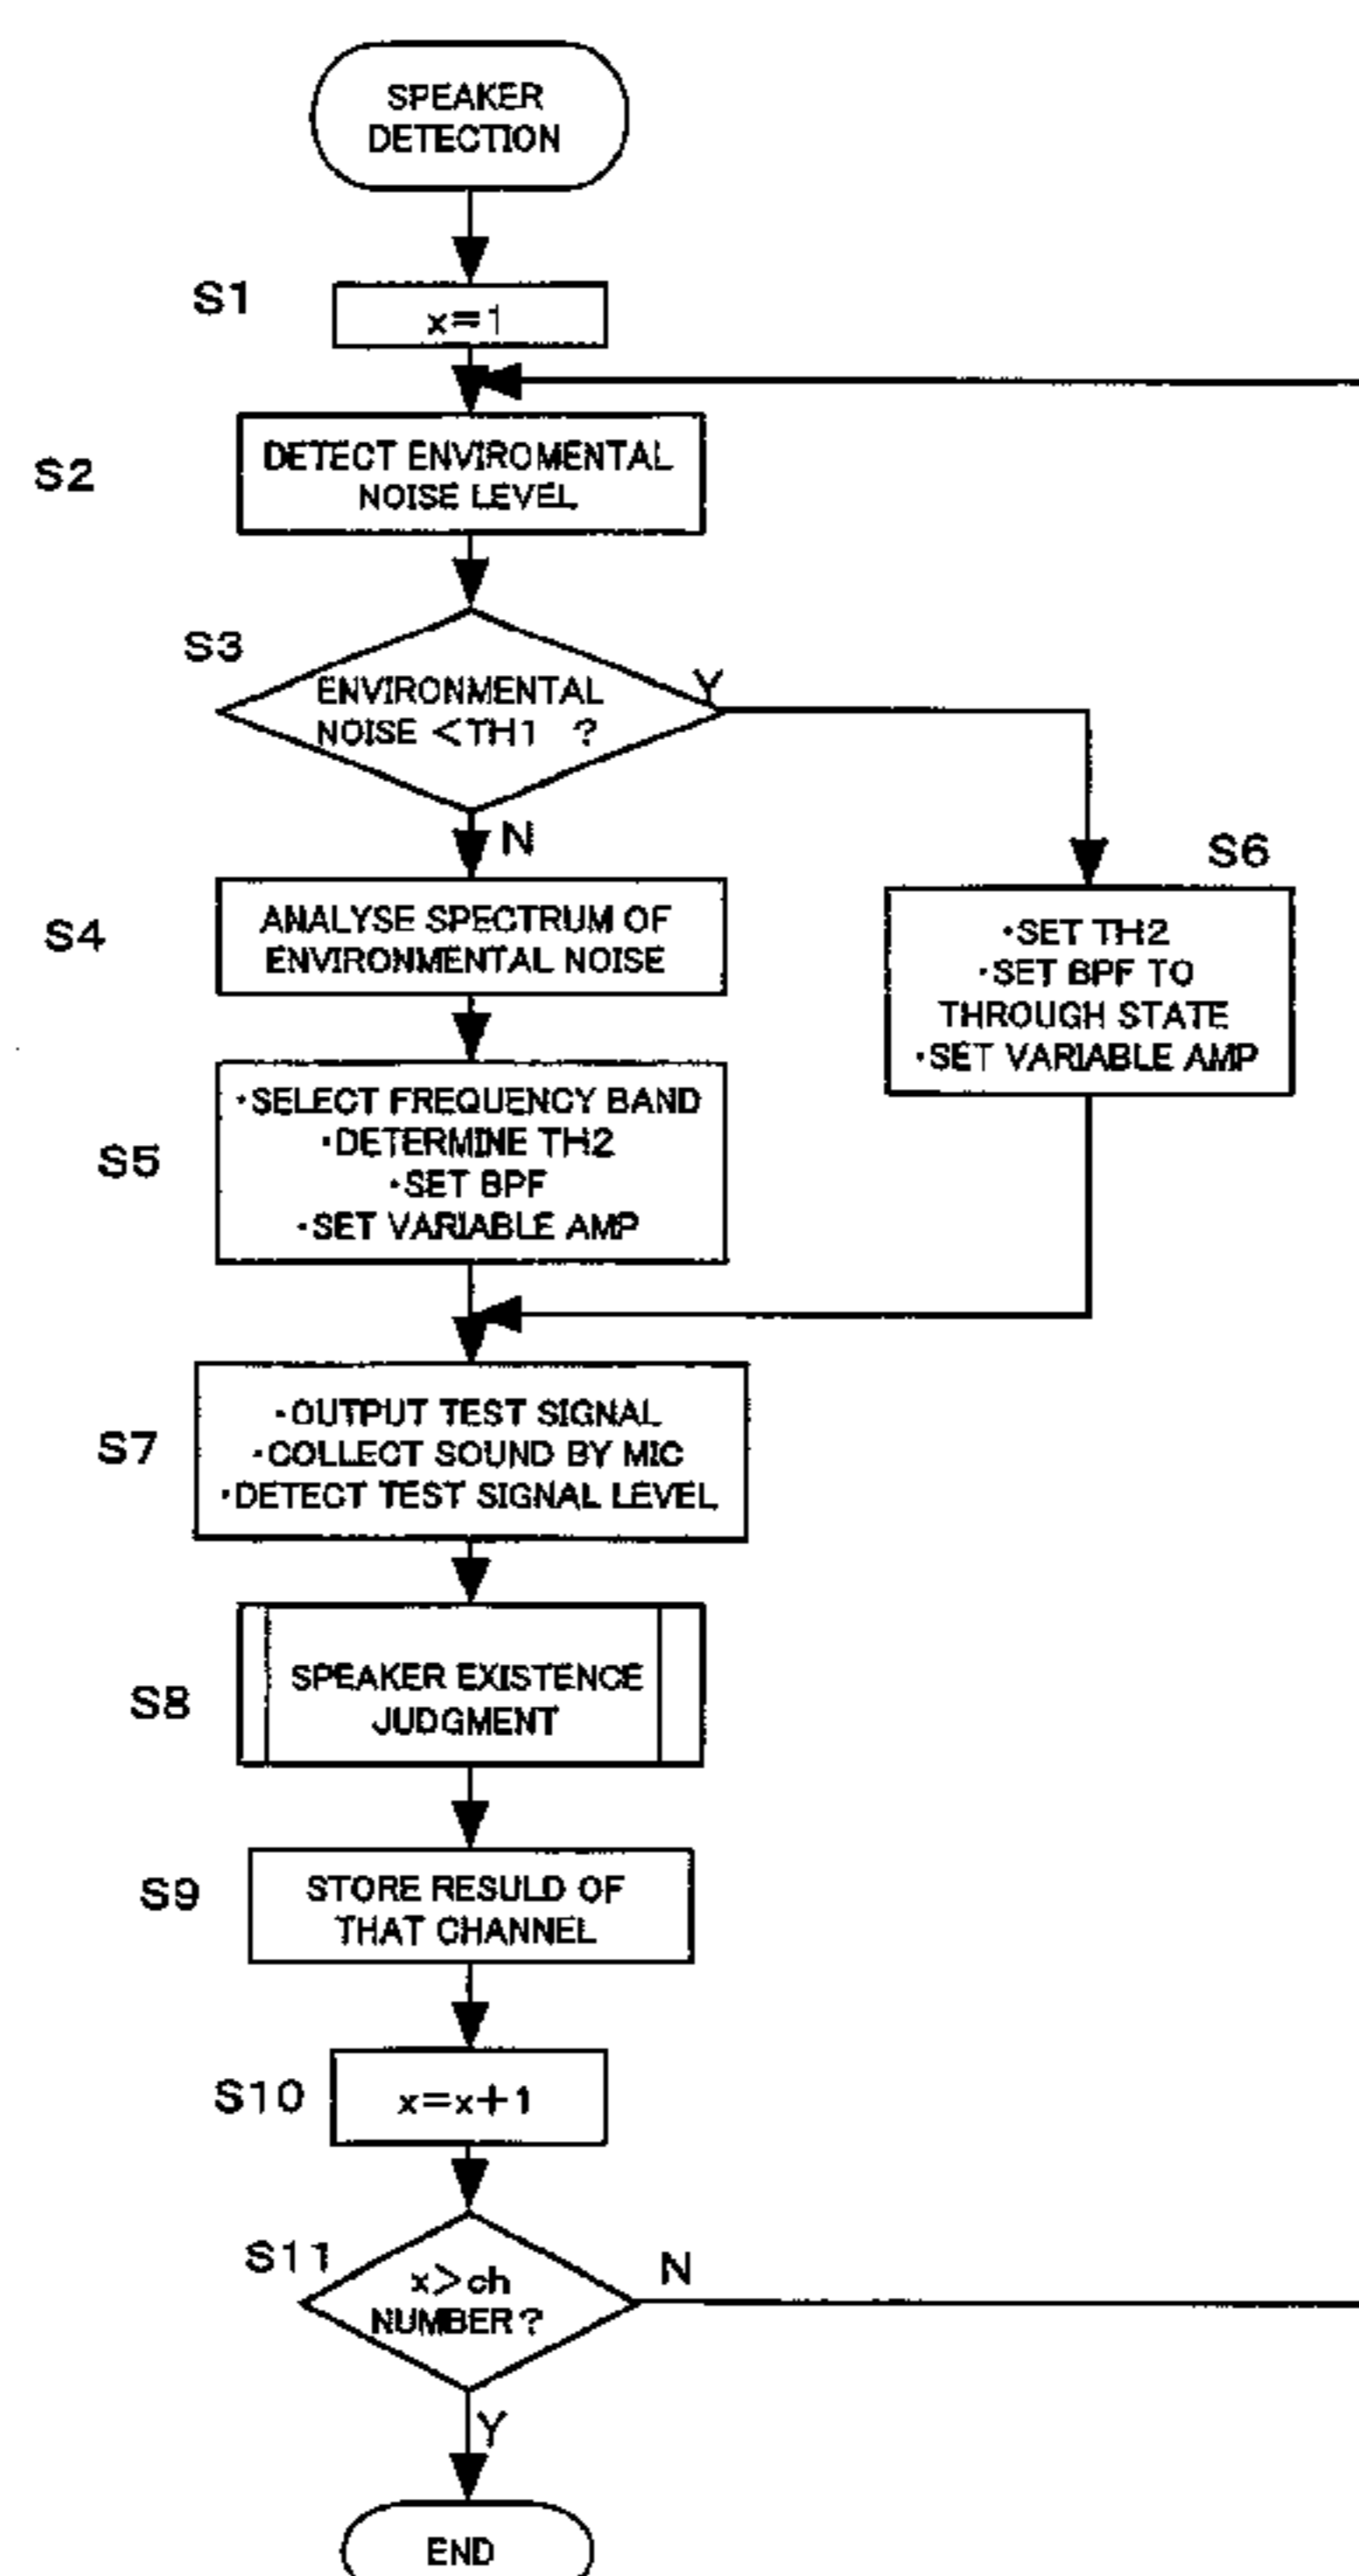 SPEAKER
DETECTION
S1
x=1
S2
DETECT ENVIROMENTAL
NOISE LEVEL
S3
ENVIRONMENTAL
NOISE <TH1 ?
Y
N
S4
ANALYSE SPECTRUM OF
ENVIRONMENTAL NOISE
S6
・SET TH2
・SET BPF TO
THROUGH STATE
・SET VARIABLE AMP
S5
・SELECT FREQUENCY BAND
・DETERMINE TH2
・SET BPF
・SET VARIABLE AMP
S7
・OUTPUT TEST SIGNAL
・COLLECT SOUND BY MIC
・DETECT TEST SIGNAL LEVEL
S8
SPEAKER EXISTENCE
JUDGMENT
S9
STORE RESULD OF
THAT CHANNEL
S10
x=x+1
S11
x>ch
NUMBER?
N
Y
END